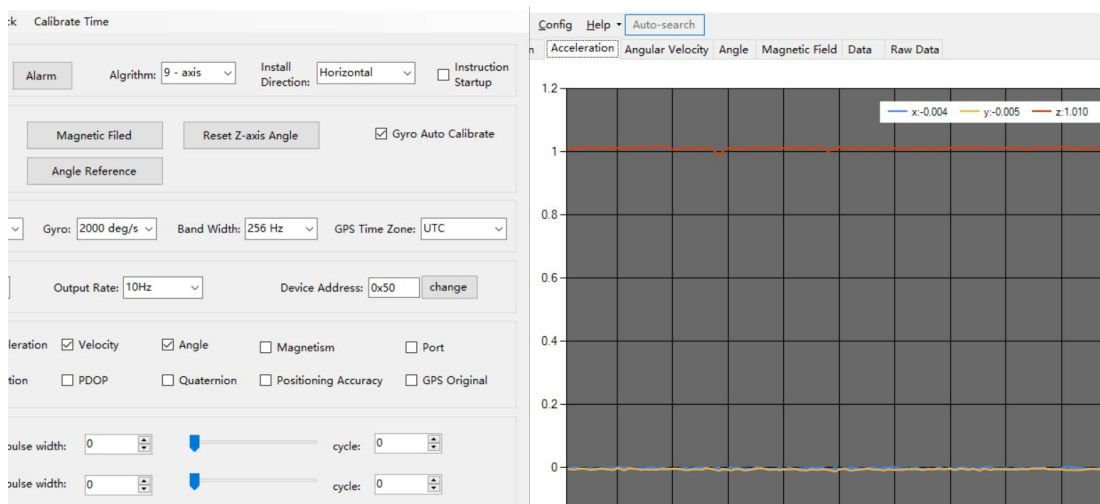 ck Calibrate Time
Alarm Algrithm: 9 - axis Install Direction: Horizontal Instruction Startup
Magnetic Filed Reset Z-axis Angle Gyro Auto Calibrate
Angle Reference
Gyro: 2000 deg/s Band Width: 256 Hz GPS Time Zone: UTC
Output Rate: 10Hz Device Address: 0x50 change
leration Velocity Angle Magnetism Port
tion PDOP Quaternion Positioning Accuracy GPS Original
pulse width: 0 cycle: 0
pulse width: 0 cycle: 0
Config Help Auto-search
n Acceleration Angular Velocity Angle Magnetic Field Data Raw Data
x:-0.004 y:-0.005 z:1.010
1.2
1
0.8
0.6
0.4
0.2
0